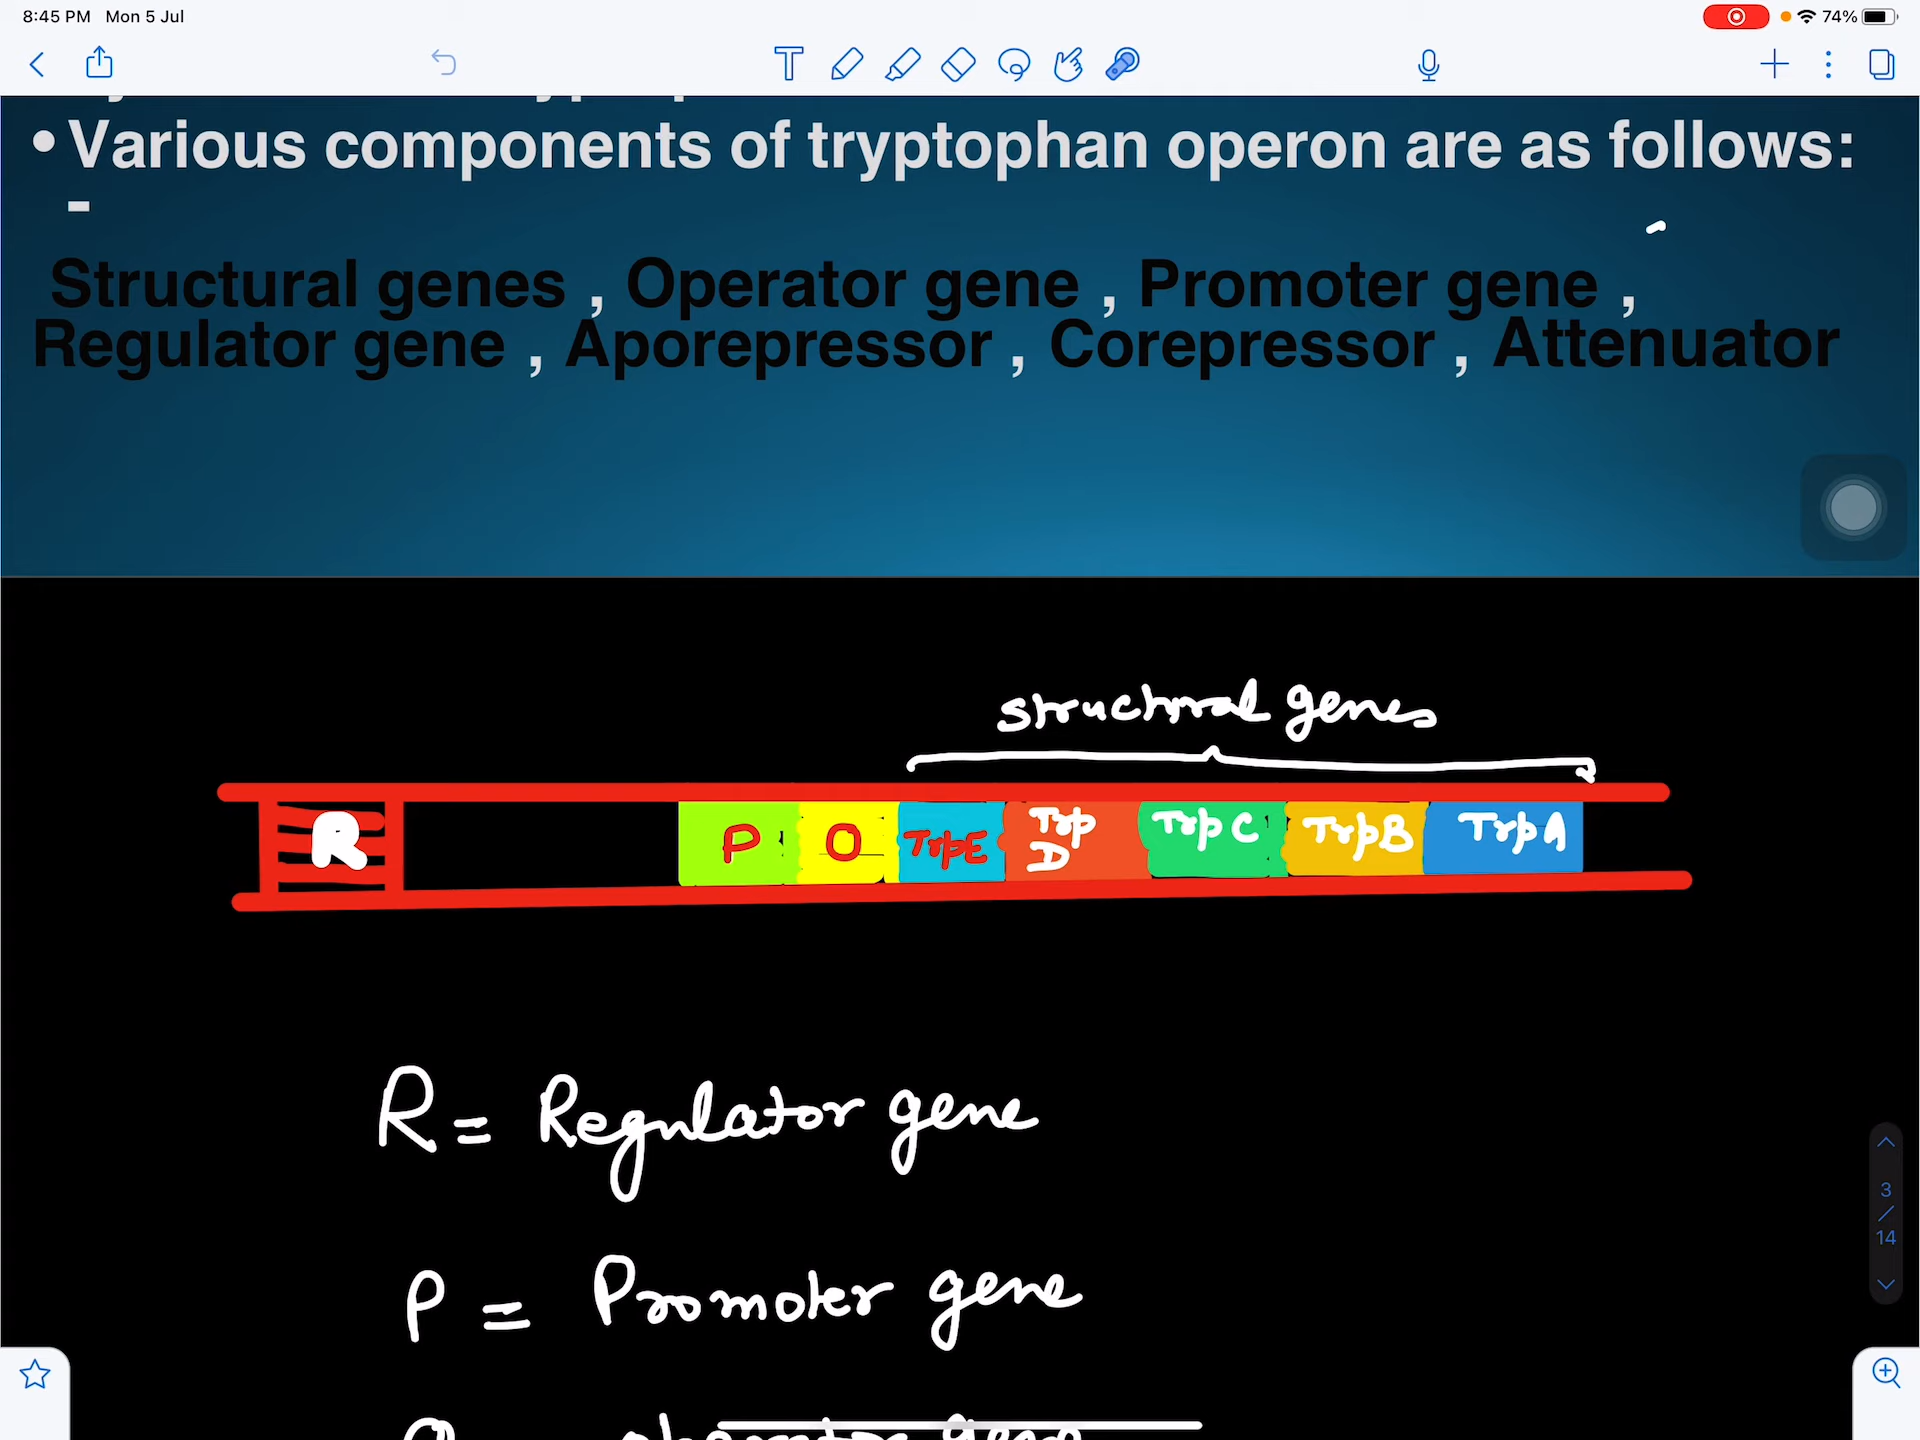 8:45 PM Mon 5 Jul
74%
T
• Various components of tryptophan operon are as follows:
-
Structural genes , Operator gene , Promoter gene ,
Regulator gene , Aporepressor , Corepressor , Attenuator
structural genes
R P O TrpE Trp D TrpC TrpB TrpA
R = Regulator gene
3
/
14
P = Promoter gene